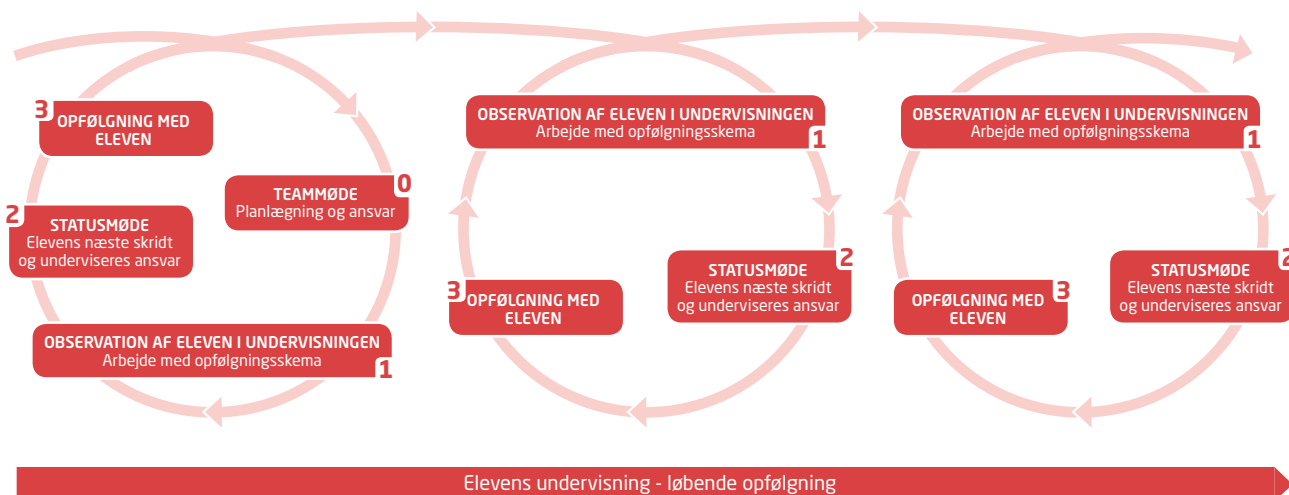 3
OPFØLGNING MED
ELEVEN
0
TEAMMØDE
Planlægning og ansvar
2
STATUSMØDE
Elevens næste skridt
og underviseres ansvar
OBSERVATION AF ELEVEN I UNDERVISNINGEN
Arbejde med opfølgningsskema
1
OBSERVATION AF ELEVEN I UNDERVISNINGEN
Arbejde med opfølgningsskema
1
2
STATUSMØDE
Elevens næste skridt
og underviseres ansvar
3
OPFØLGNING MED
ELEVEN
OBSERVATION AF ELEVEN I UNDERVISNINGEN
Arbejde med opfølgningsskema
1
2
STATUSMØDE
Elevens næste skridt
og underviseres ansvar
3
OPFØLGNING MED
ELEVEN
Elevens undervisning - løbende opfølgning